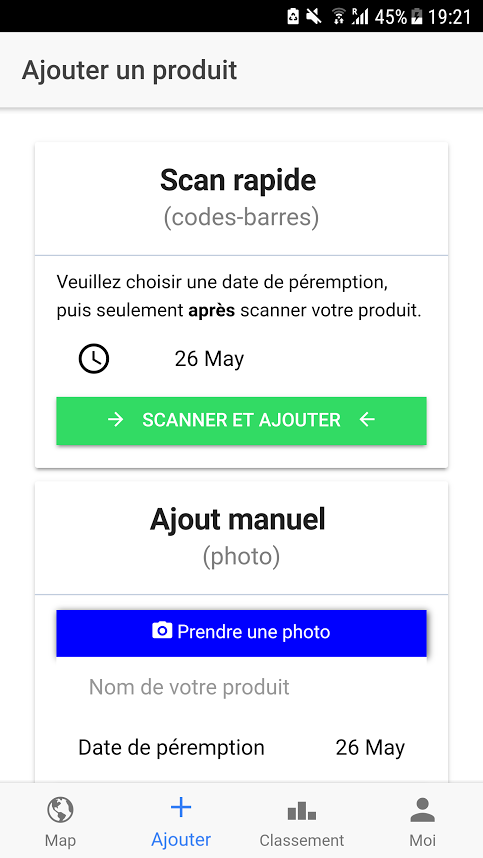 R 45% 19:21
Ajouter un produit
Scan rapide
(codes-barres)
Veuillez choisir une date de péremption,
puis seulement après scanner votre produit.
26 May
→ SCANNER ET AJOUTER ←
Ajout manuel
(photo)
Prendre une photo
Nom de votre produit
Date de péremption 26 May
Map Ajouter Classement Moi